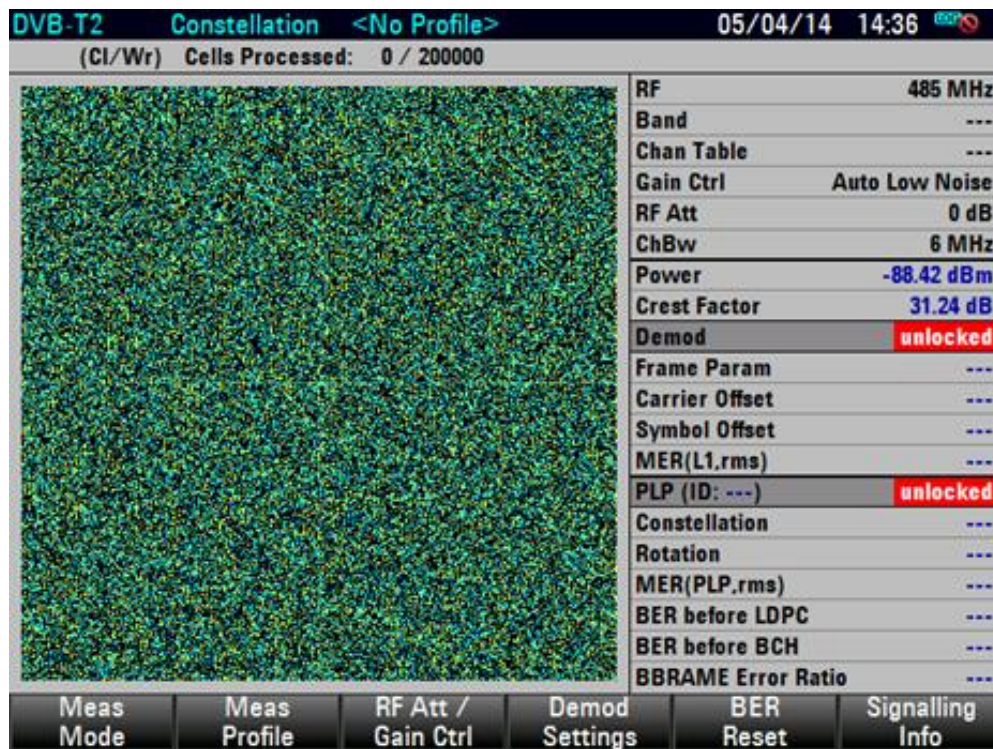 DVB-T2 Constellation <No Profile> 05/04/14 14:36
(Cl/Wr) Cells Processed: 0 / 200000
RF 485 MHz
Band ---
Chan Table ---
Gain Ctrl Auto Low Noise
RF Att 0 dB
ChBw 6 MHz
Power -88.42 dBm
Crest Factor 31.24 dB
Demod unlocked
Frame Param ---
Carrier Offset ---
Symbol Offset ---
MER(L1,rms) ---
PLP (ID: ---) unlocked
Constellation ---
Rotation ---
MER(PLP,rms) ---
BER before LDPC ---
BER before BCH ---
BBRAME Error Ratio ---
Meas Mode
Meas Profile
RF Att / Gain Ctrl
Demod Settings
BER Reset
Signalling Info